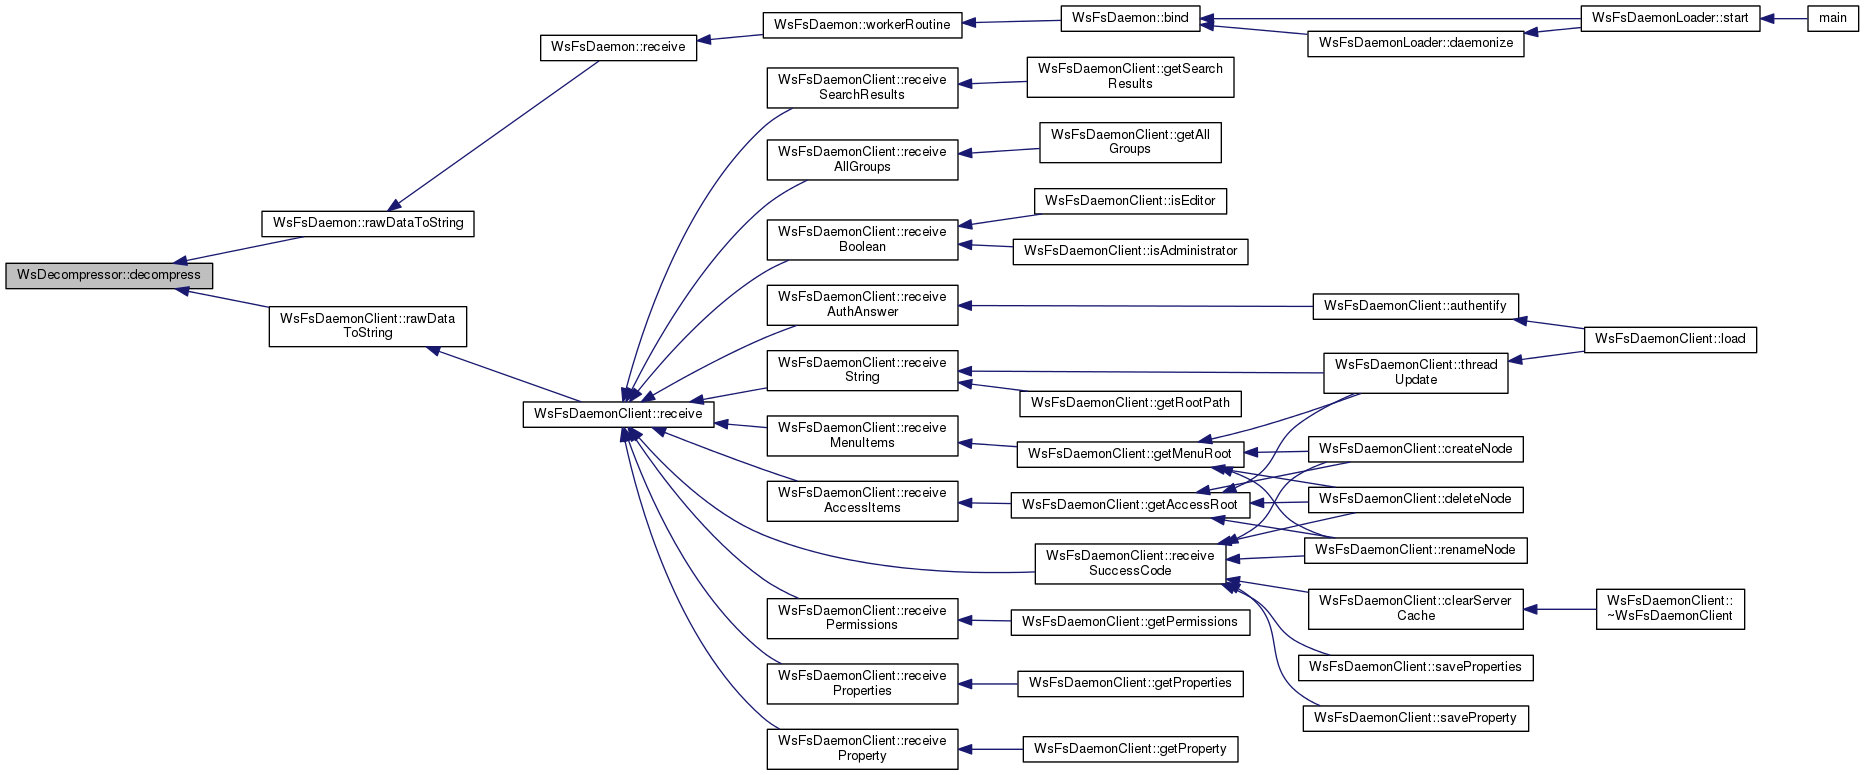 WsDecompressor::decompress
WsFsDaemon::rawDataToString
WsFsDaemonClient::rawData
ToString
WsFsDaemon::receive
WsFsDaemonClient::receive
WsFsDaemon::workerRoutine
WsFsDaemonClient::receive
SearchResults
WsFsDaemonClient::receive
AllGroups
WsFsDaemonClient::receive
Boolean
WsFsDaemonClient::receive
AuthAnswer
WsFsDaemonClient::receive
String
WsFsDaemonClient::receive
MenuItems
WsFsDaemonClient::receive
AccessItems
WsFsDaemonClient::receive
Permissions
WsFsDaemonClient::receive
Properties
WsFsDaemonClient::receive
Property
WsFsDaemon::bind
WsFsDaemonClient::getSearch
Results
WsFsDaemonClient::getAll
Groups
WsFsDaemonClient::isEditor
WsFsDaemonClient::isAdministrator
WsFsDaemonClient::getRootPath
WsFsDaemonClient::getMenuRoot
WsFsDaemonClient::getAccessRoot
WsFsDaemonClient::receive
SuccessCode
WsFsDaemonClient::getPermissions
WsFsDaemonClient::getProperties
WsFsDaemonClient::getProperty
WsFsDaemonLoader::daemonize
WsFsDaemonClient::authentify
WsFsDaemonClient::thread
Update
WsFsDaemonClient::createNode
WsFsDaemonClient::deleteNode
WsFsDaemonClient::renameNode
WsFsDaemonClient::clearServer
Cache
WsFsDaemonClient::saveProperties
WsFsDaemonClient::saveProperty
WsFsDaemonLoader::start
WsFsDaemonClient::load
WsFsDaemonClient::
~WsFsDaemonClient
main